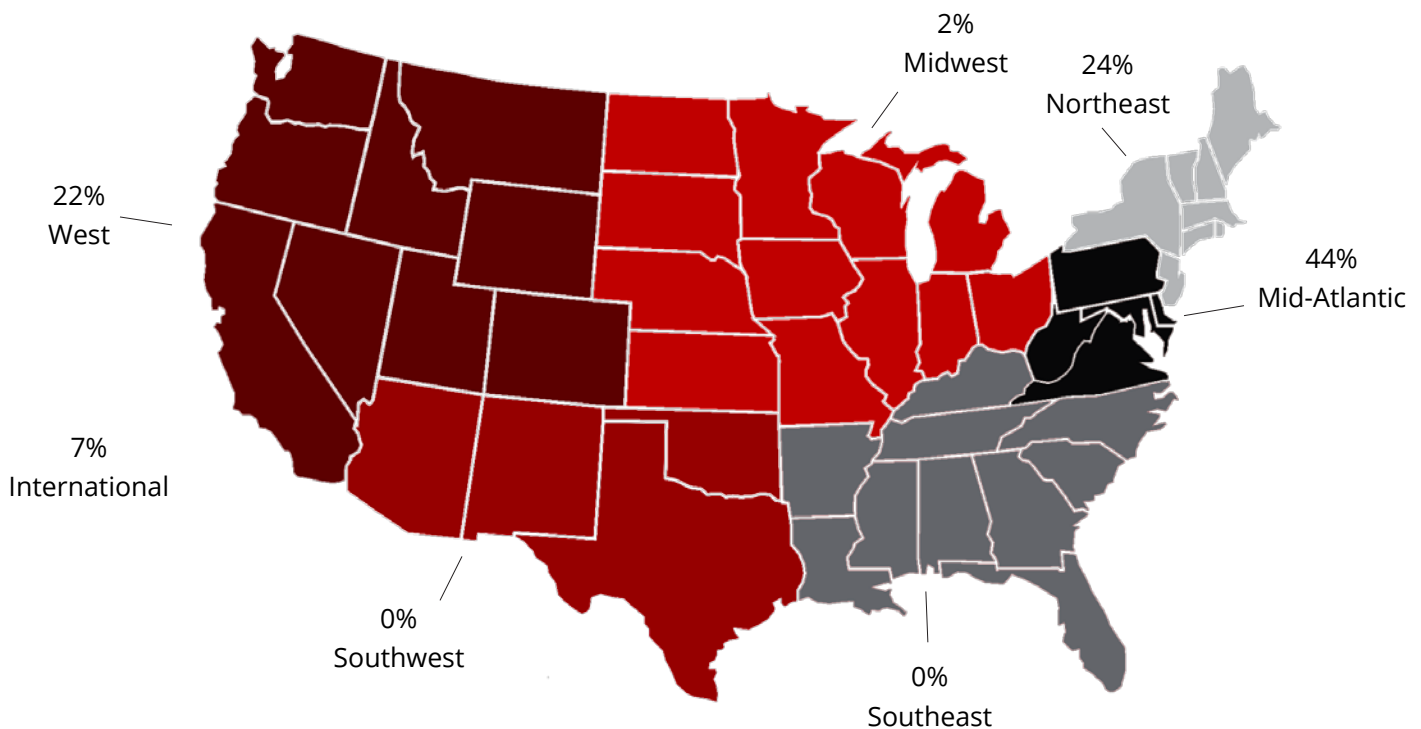 2%
Midwest
24%
Northeast
22%
West
44%
Mid-Atlantic
7%
International
0%
Southwest
0%
Southeast